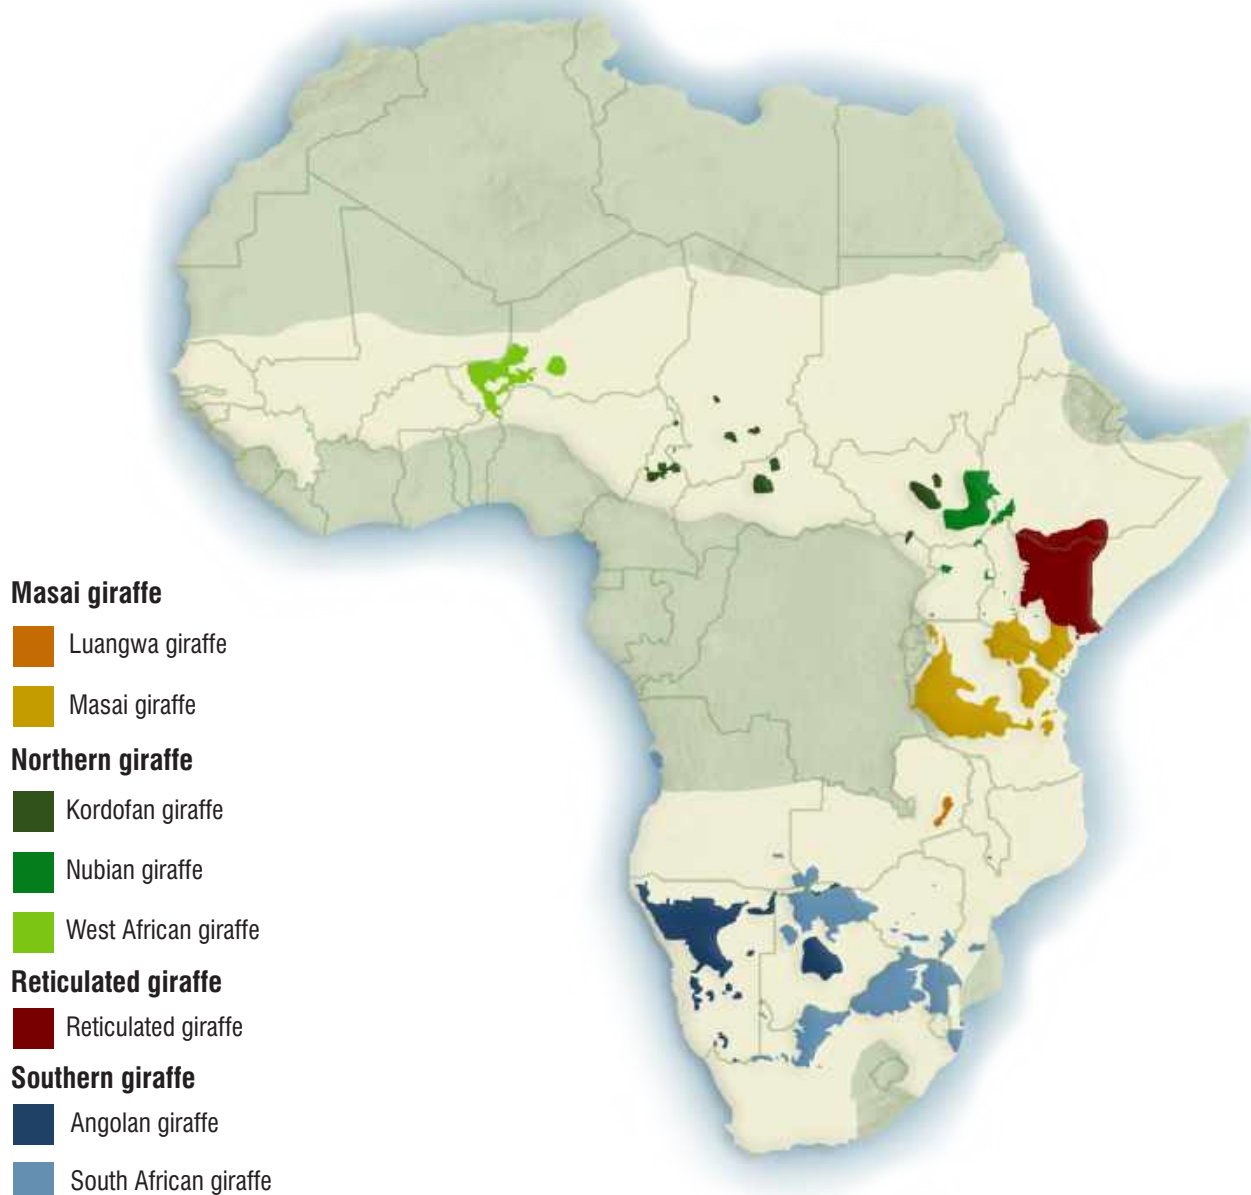 Masai giraffe
Luangwa giraffe
Masai giraffe
Northern giraffe
Kordofan giraffe
Nubian giraffe
West African giraffe
Reticulated giraffe
Reticulated giraffe
Southern giraffe
Angolan giraffe
South African giraffe